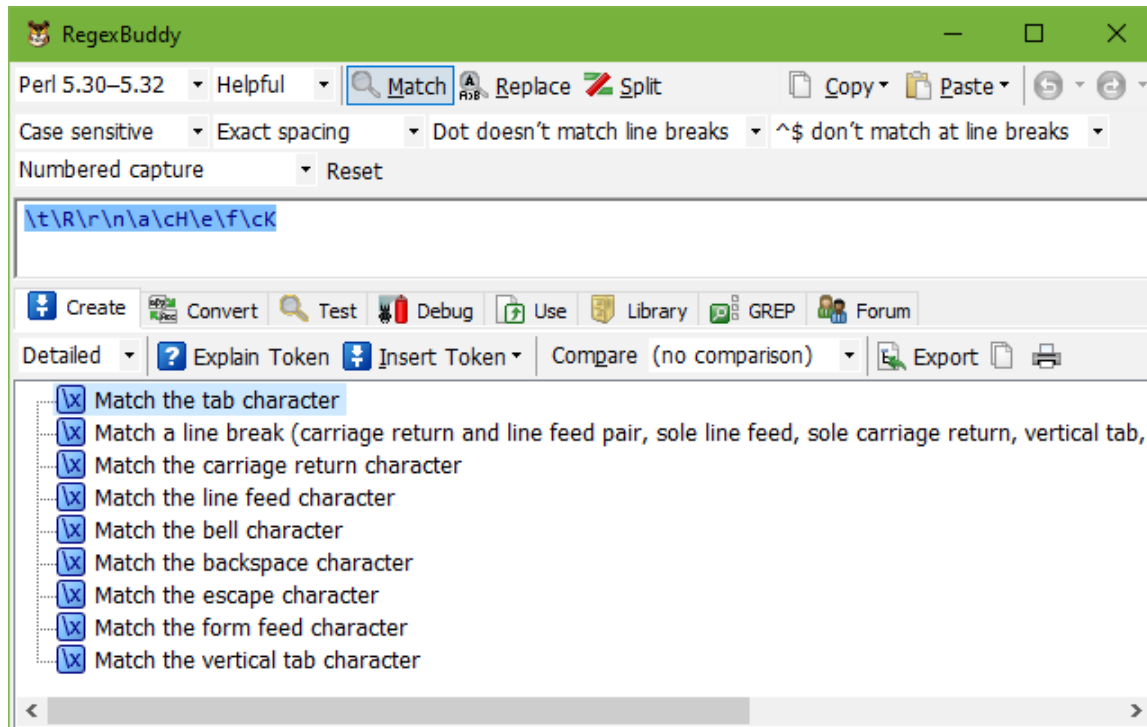 RegexBuddy
Perl 5.30–5.32 Helpful Match Replace Split Copy Paste
Case sensitive Exact spacing Dot doesn’t match line breaks ^$ don’t match at line breaks
Numbered capture Reset
\t\R\r\n\a\cH\e\f\cK
Create Convert Test Debug Use Library GREP Forum
Detailed Explain Token Insert Token Compare (no comparison) Export
\x Match the tab character
\x Match a line break (carriage return and line feed pair, sole line feed, sole carriage return, vertical tab,
\x Match the carriage return character
\x Match the line feed character
\x Match the bell character
\x Match the backspace character
\x Match the escape character
\x Match the form feed character
\x Match the vertical tab character